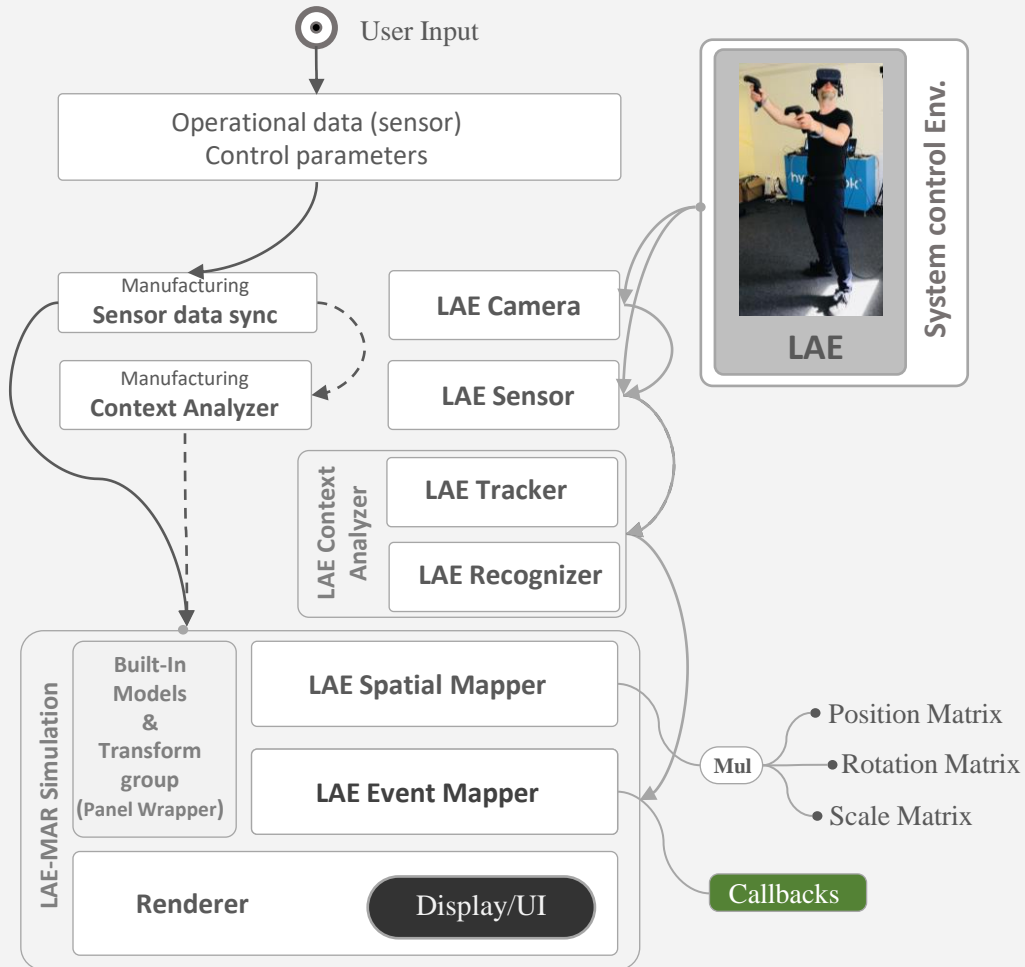 User Input
Operational data (sensor)
Control parameters
System control Env.
LAE
Manufacturing
Sensor data sync
Manufacturing
Context Analyzer
LAE Camera
LAE Sensor
LAE Context
Analyzer
LAE Tracker
LAE Recognizer
LAE-MAR Simulation
Built-In
Models
&
Transform
group
(Panel Wrapper)
LAE Spatial Mapper
LAE Event Mapper
Mul
Position Matrix
Rotation Matrix
Scale Matrix
Renderer
Display/UI
Callbacks